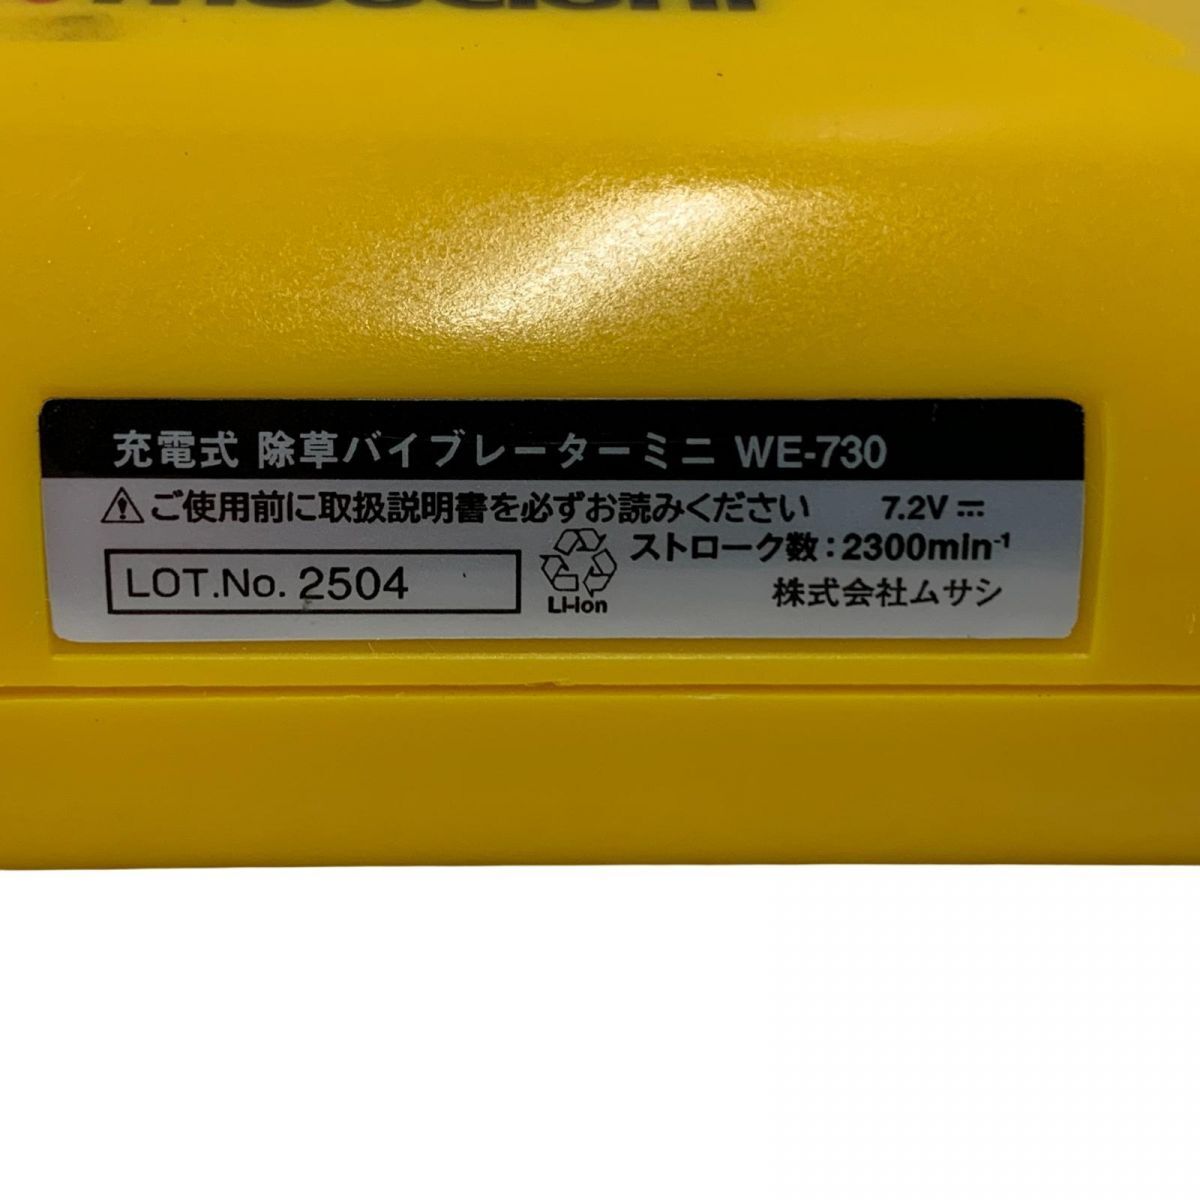 充電式 除草バイブレーターミニ WE-730
ご使用前に取扱説明書を必ずお読みください 7.2V
ストローク数:2300min⁻¹
LOT.No. 2504
Li-ion
株式会社ムサシ